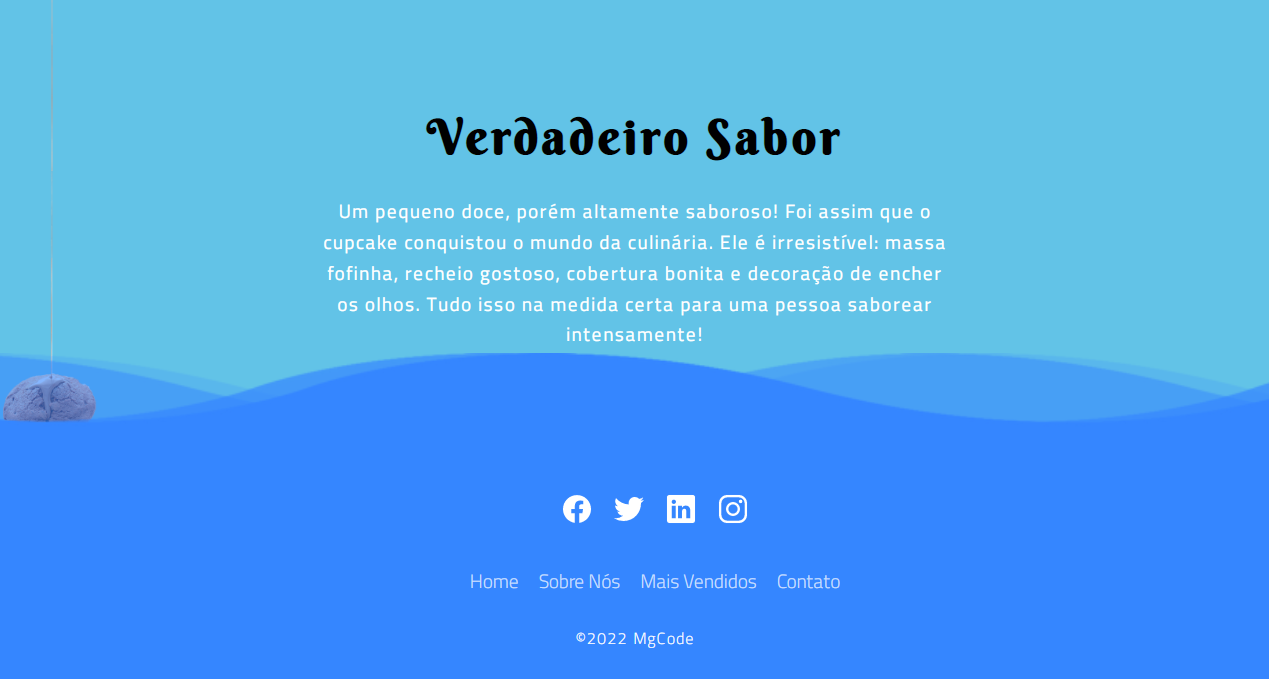 Verdadeiro Sabor
Um pequeno doce, porém altamente saboroso! Foi assim que o
cupcake conquistou o mundo da culinária. Ele é irresistível: massa
fofinha, recheio gostoso, cobertura bonita e decoração de encher
os olhos. Tudo isso na medida certa para uma pessoa saborear
intensamente!
Home Sobre Nós Mais Vendidos Contato
©2022 MgCode